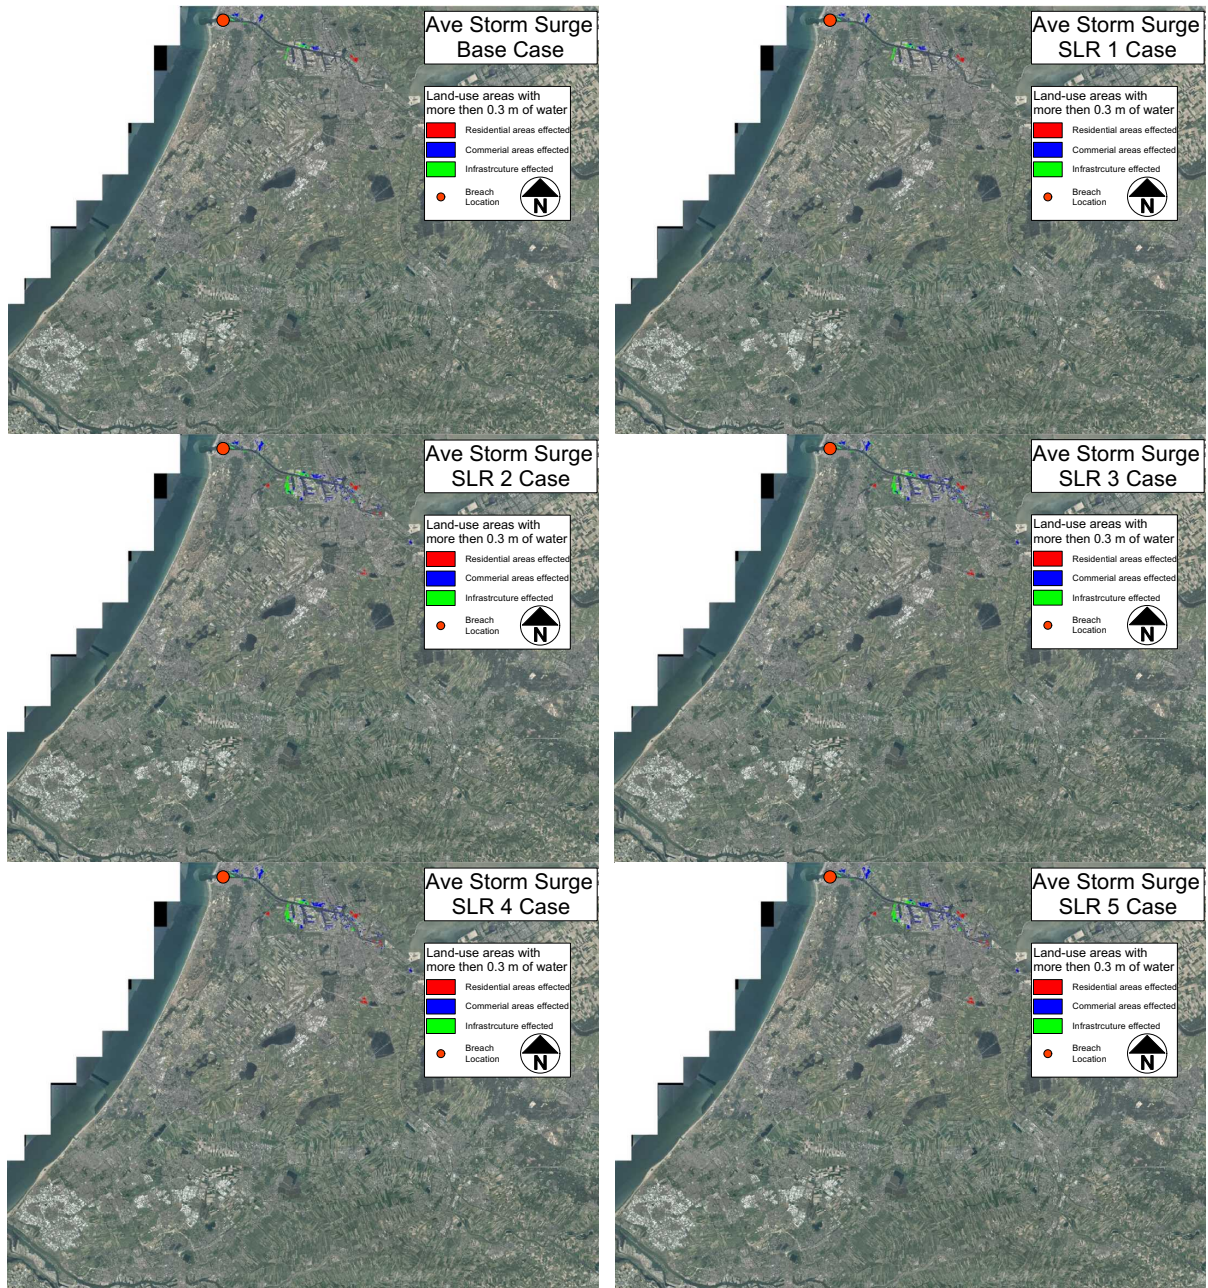 Ave Storm Surge
Base Case
Land-use areas with
more then 0.3 m of water
Residential areas effected
Commerial areas effected
Infrastrcuture effected
Breach
Location
N
Ave Storm Surge
SLR 1 Case
Land-use areas with
more then 0.3 m of water
Residential areas effected
Commerial areas effected
Infrastrcuture effected
Breach
Location
N
Ave Storm Surge
SLR 2 Case
Land-use areas with
more then 0.3 m of water
Residential areas effected
Commerial areas effected
Infrastrcuture effected
Breach
Location
N
Ave Storm Surge
SLR 3 Case
Land-use areas with
more then 0.3 m of water
Residential areas effected
Commerial areas effected
Infrastrcuture effected
Breach
Location
N
Ave Storm Surge
SLR 4 Case
Land-use areas with
more then 0.3 m of water
Residential areas effected
Commerial areas effected
Infrastrcuture effected
Breach
Location
N
Ave Storm Surge
SLR 5 Case
Land-use areas with
more then 0.3 m of water
Residential areas effected
Commerial areas effected
Infrastrcuture effected
Breach
Location
N